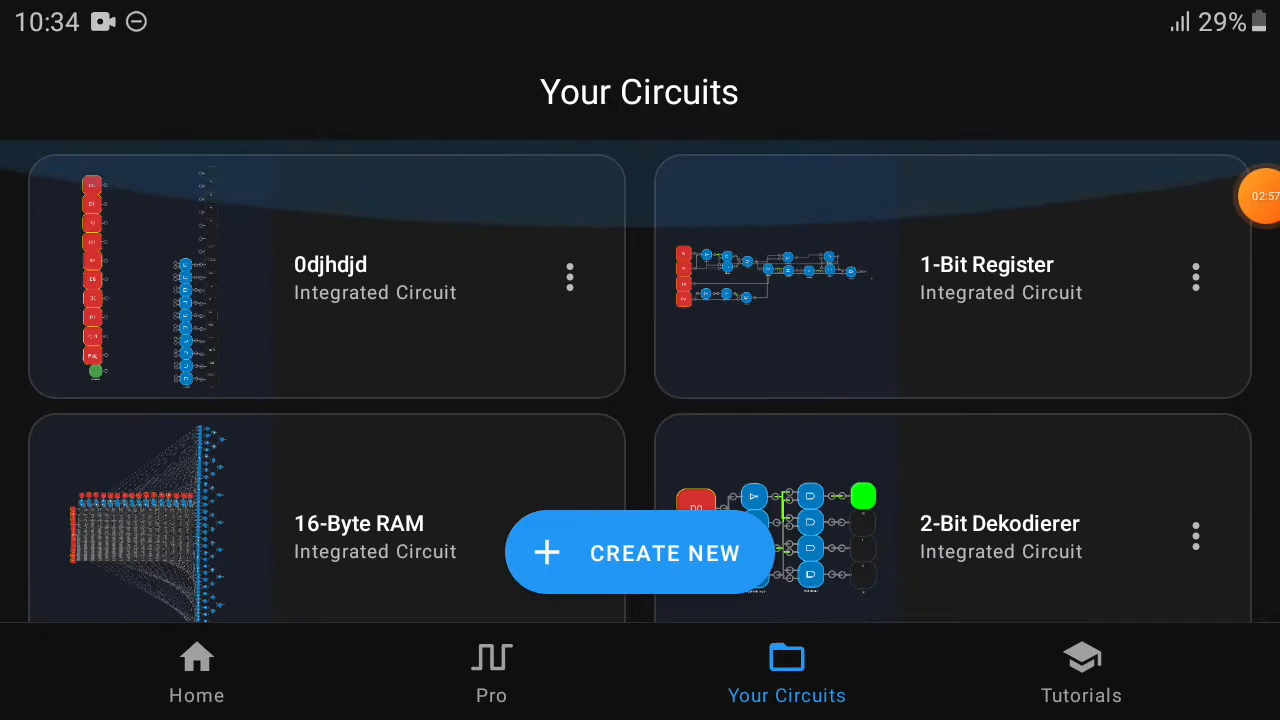 10:34
29%
Your Circuits
02:57
0djhdjd
Integrated Circuit
1-Bit Register
Integrated Circuit
16-Byte RAM
Integrated Circuit
2-Bit Dekodierer
Integrated Circuit
+ CREATE NEW
Home
Pro
Your Circuits
Tutorials